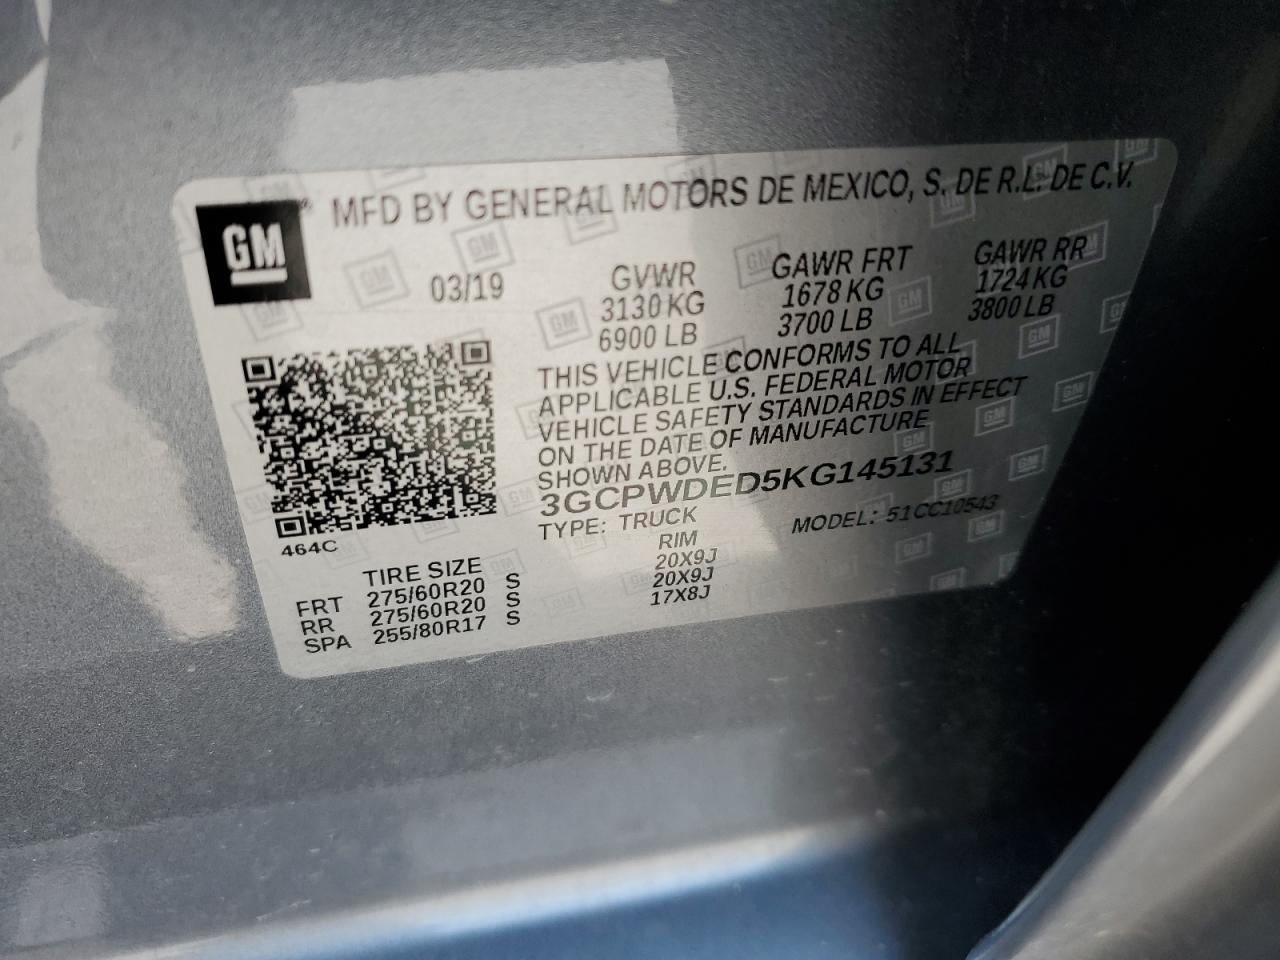 GM
MFD BY GENERAL MOTORS DE MEXICO, S. DE R.L. DE C.V.
03/19
GVWR GAWR FRT GAWR RR
3130 KG 1678 KG 1724 KG
6900 LB 3700 LB 3800 LB
THIS VEHICLE CONFORMS TO ALL
APPLICABLE U.S. FEDERAL MOTOR
VEHICLE SAFETY STANDARDS IN EFFECT
ON THE DATE OF MANUFACTURE
SHOWN ABOVE.
3GCPWDED5KG145131
TYPE: TRUCK MODEL: 51CC10543
464C
TIRE SIZE RIM
FRT 275/60R20 S 20X9J
RR 275/60R20 S 20X9J
SPA 255/80R17 S 17X8J